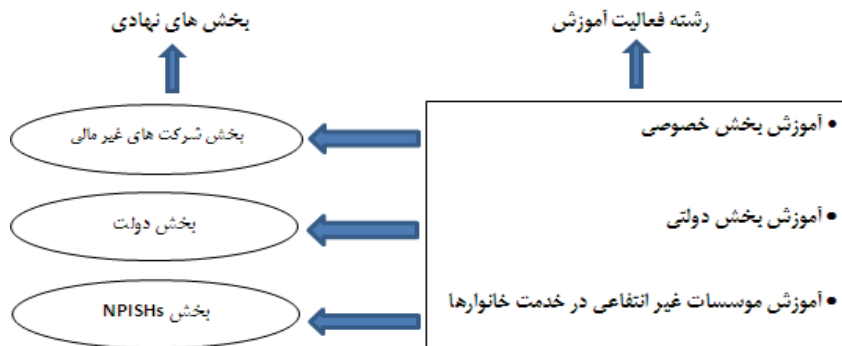 رشته فعالیت آموزش
بخش های نهادی
• آموزش بخش خصوصی
بخش شرکت های غیر مالی
• آموزش بخش دولتی
بخش دولت
• آموزش موسسات غیر انتفاعی در خدمت خانوارها
بخش NPISHs